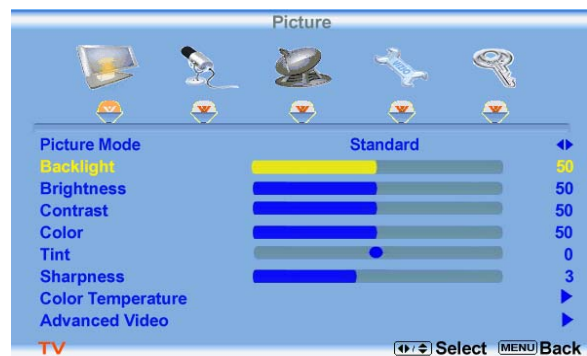 Picture
Picture Mode Standard
Backlight 50
Brightness 50
Contrast 50
Color 50
Tint 0
Sharpness 3
Color Temperature
Advanced Video
TV Select MENU Back